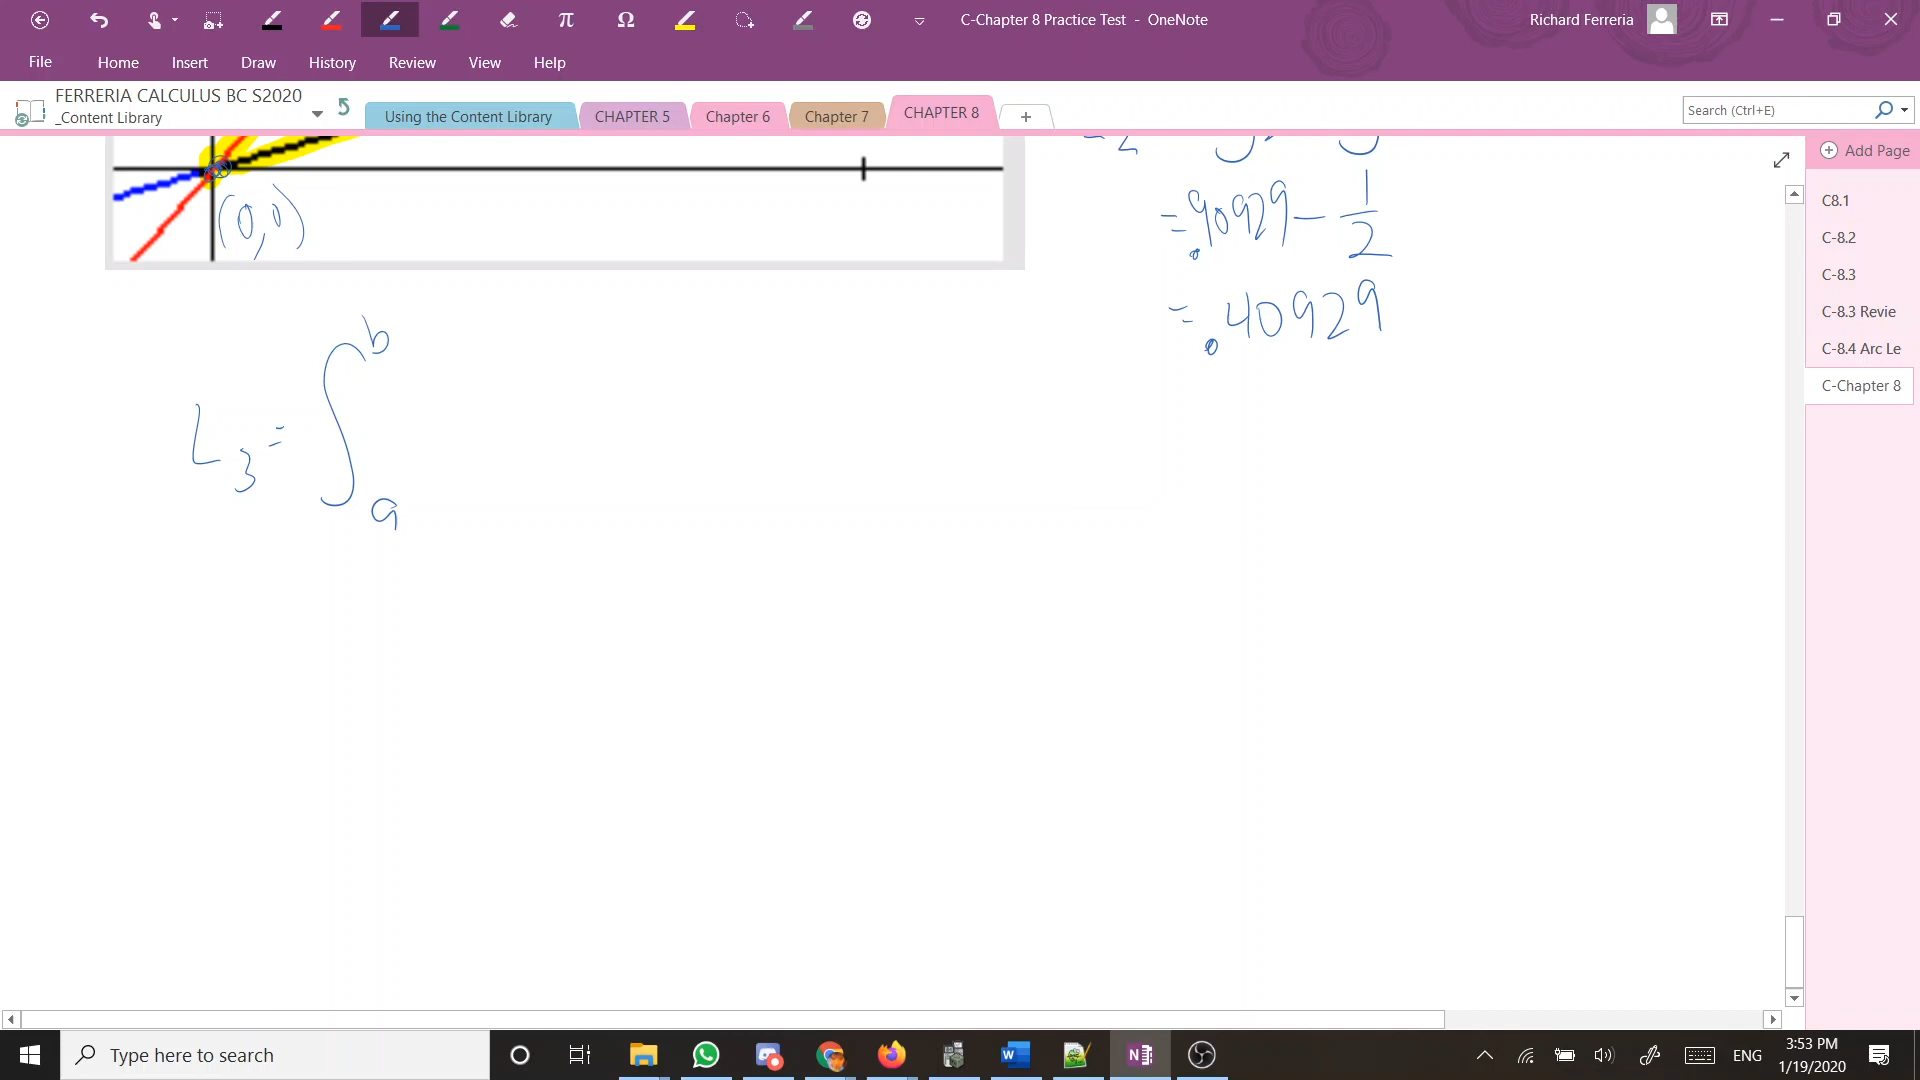 C-Chapter 8 Practice Test - OneNote
Richard Ferreria
File Home Insert Draw History Review View Help
FERRERIA CALCULUS BC S2020
_Content Library
Using the Content Library
CHAPTER 5
Chapter 6
Chapter 7
CHAPTER 8
+
Search (Ctrl+E)
Add Page
C8.1
C-8.2
C-8.3
C-8.3 Revie
C-8.4 Arc Le
C-Chapter 8
(0,0)
= .90929 - 1/2
= .40929
L3 = ∫ b a
Type here to search
ENG
3:53 PM
1/19/2020